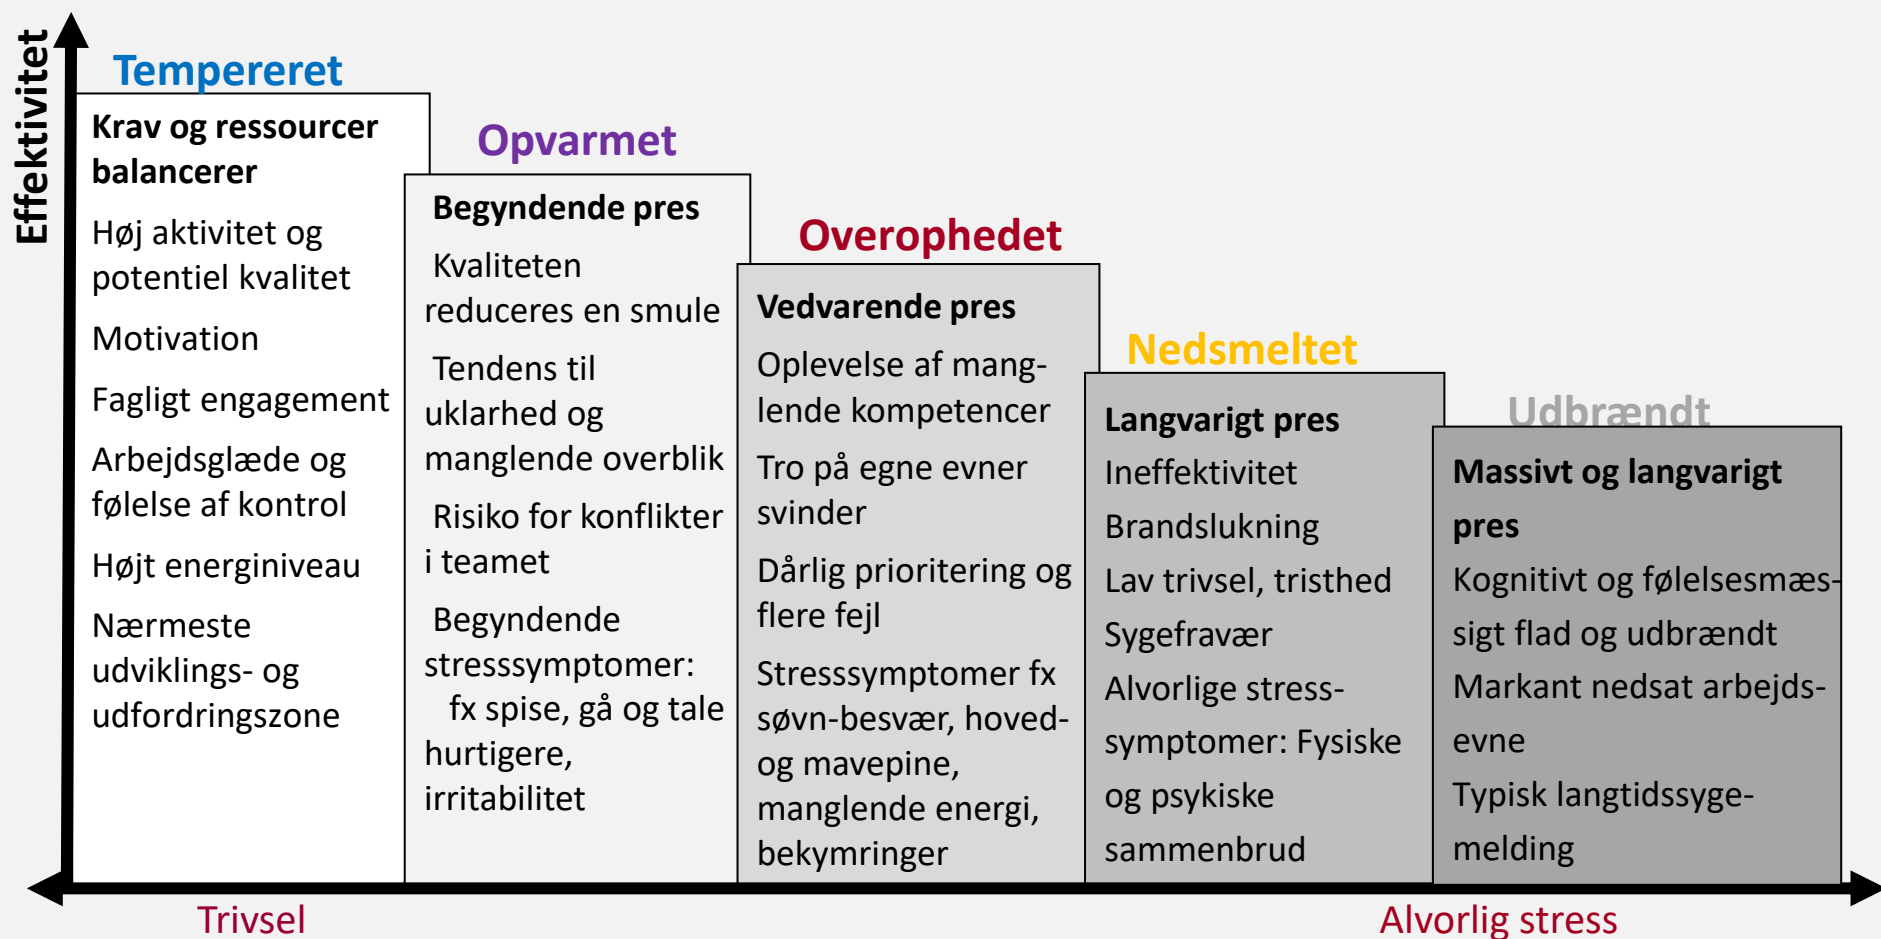 Effektivitet
Tempereret
Krav og ressourcer
balancerer
Høj aktivitet og
potentiel kvalitet
Motivation
Fagligt engagement
Arbejdsglæde og
følelse af kontrol
Højt energiniveau
Nærmeste
udviklings- og
udfordringszone
Opvarmet
Begyndende pres
Kvaliteten
reduceres en smule
Tendens til
uklarhed og
manglende overblik
Risiko for konflikter
i teamet
Begyndende
stresssymptomer:
fx spise, gå og tale
hurtigere,
irritabilitet
Overophedet
Vedvarende pres
Oplevelse af mang-
lende kompetencer
Tro på egne evner
svinder
Dårlig prioritering og
flere fejl
Stresssymptomer fx
søvn-besvær, hoved-
og mavepine,
manglende energi,
bekymringer
Nedsmeltet
Langvarigt pres
Ineffektivitet
Brandslukning
Lav trivsel, tristhed
Sygefravær
Alvorlige stress-
symptomer: Fysiske
og psykiske
sammenbrud
Udbrændt
Massivt og langvarigt
pres
Kognitivt og følelsesmæs-
sigt flad og udbrændt
Markant nedsat arbejds-
evne
Typisk langtidssyge-
melding
Trivsel
Alvorlig stress